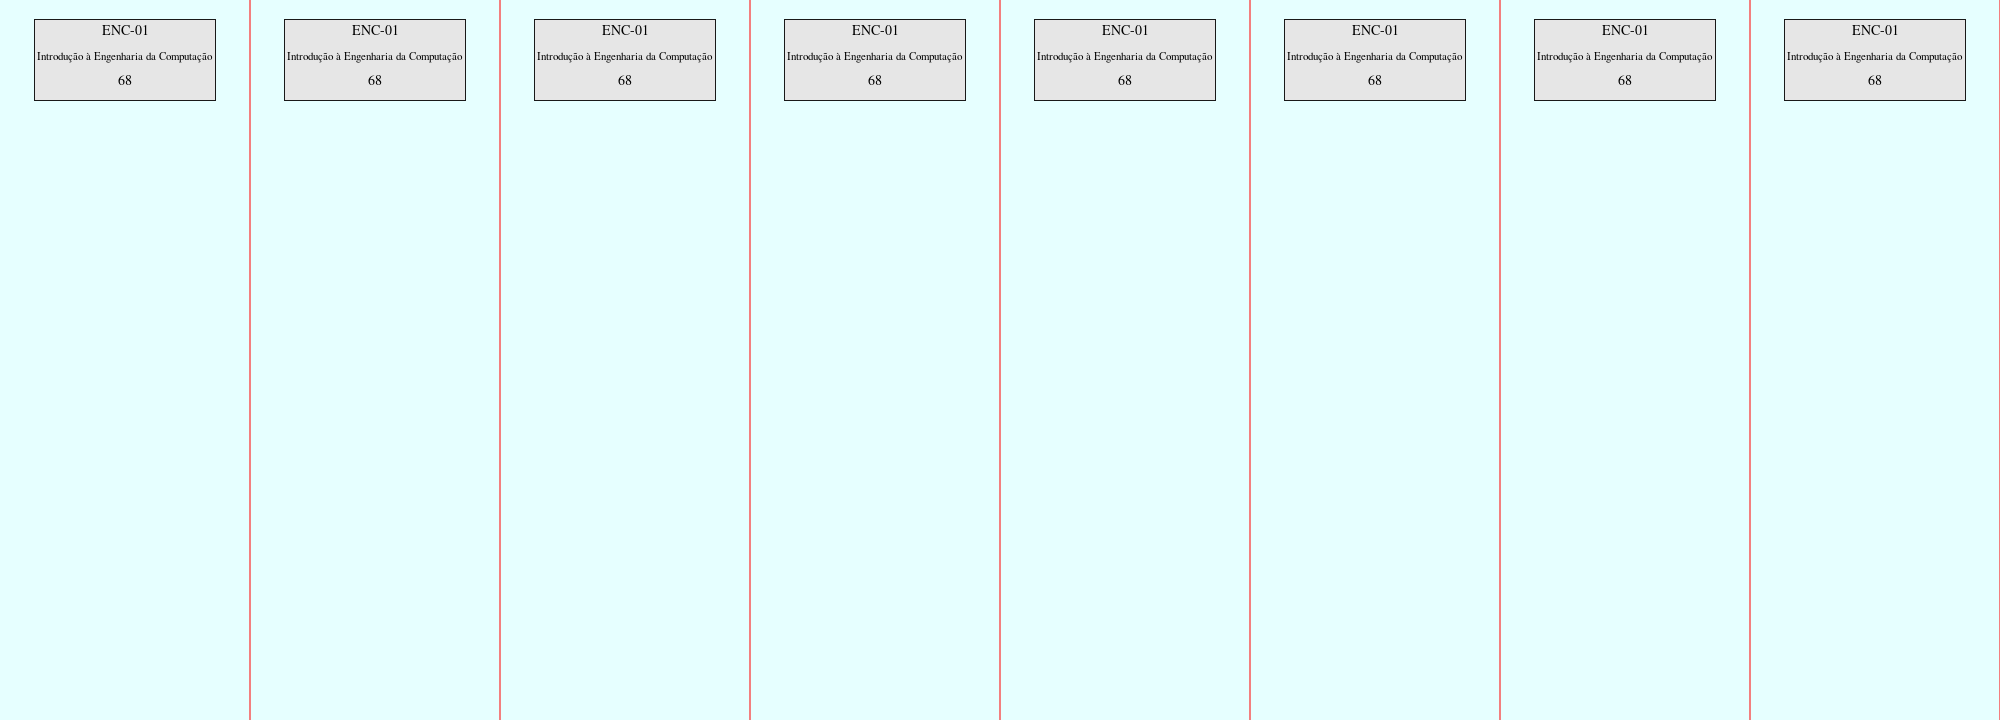 ENC-01
Introdução à Engenharia da Computação
68
ENC-01
Introdução à Engenharia da Computação
68
ENC-01
Introdução à Engenharia da Computação
68
ENC-01
Introdução à Engenharia da Computação
68
ENC-01
Introdução à Engenharia da Computação
68
ENC-01
Introdução à Engenharia da Computação
68
ENC-01
Introdução à Engenharia da Computação
68
ENC-01
Introdução à Engenharia da Computação
68